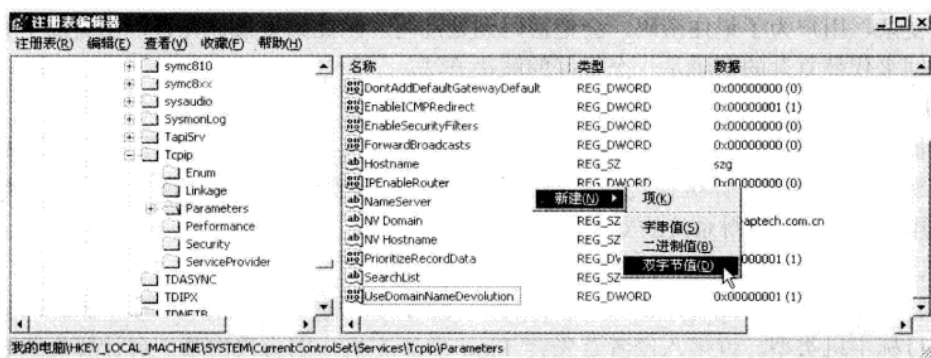 注册表编辑器
注册表(R) 编辑(E) 查看(V) 收藏(F) 帮助(H)
symc810
symc8xx
sysaudio
SysmonLog
TapiSrv
Tcpip
Enum
Linkage
Parameters
Performance
Security
ServiceProvider
TDASYNC
TDIPX
TDNETB
名称 类型 数据
DontAddDefaultGatewayDefault REG_DWORD 0x00000000 (0)
EnableICMPRedirect REG_DWORD 0x00000001 (1)
EnableSecurityFilters REG_DWORD 0x00000000 (0)
ForwardBroadcasts REG_DWORD 0x00000000 (0)
Hostname REG_SZ szg
IPEnableRouter REG_DWORD 0x00000000 (0)
NameServer
NV Domain REG_SZ aptech.com.cn
NV Hostname REG_SZ
PrioritizeRecordData 0001 (1)
SearchList REG_SZ
UseDomainNameDevolution REG_DWORD 0x00000001 (1)
新建(N)
项(K)
字串值(S)
二进制值(B)
双字节值(D)
我的电脑\HKEY_LOCAL_MACHINE\SYSTEM\CurrentControlSet\Services\Tcpip\Parameters